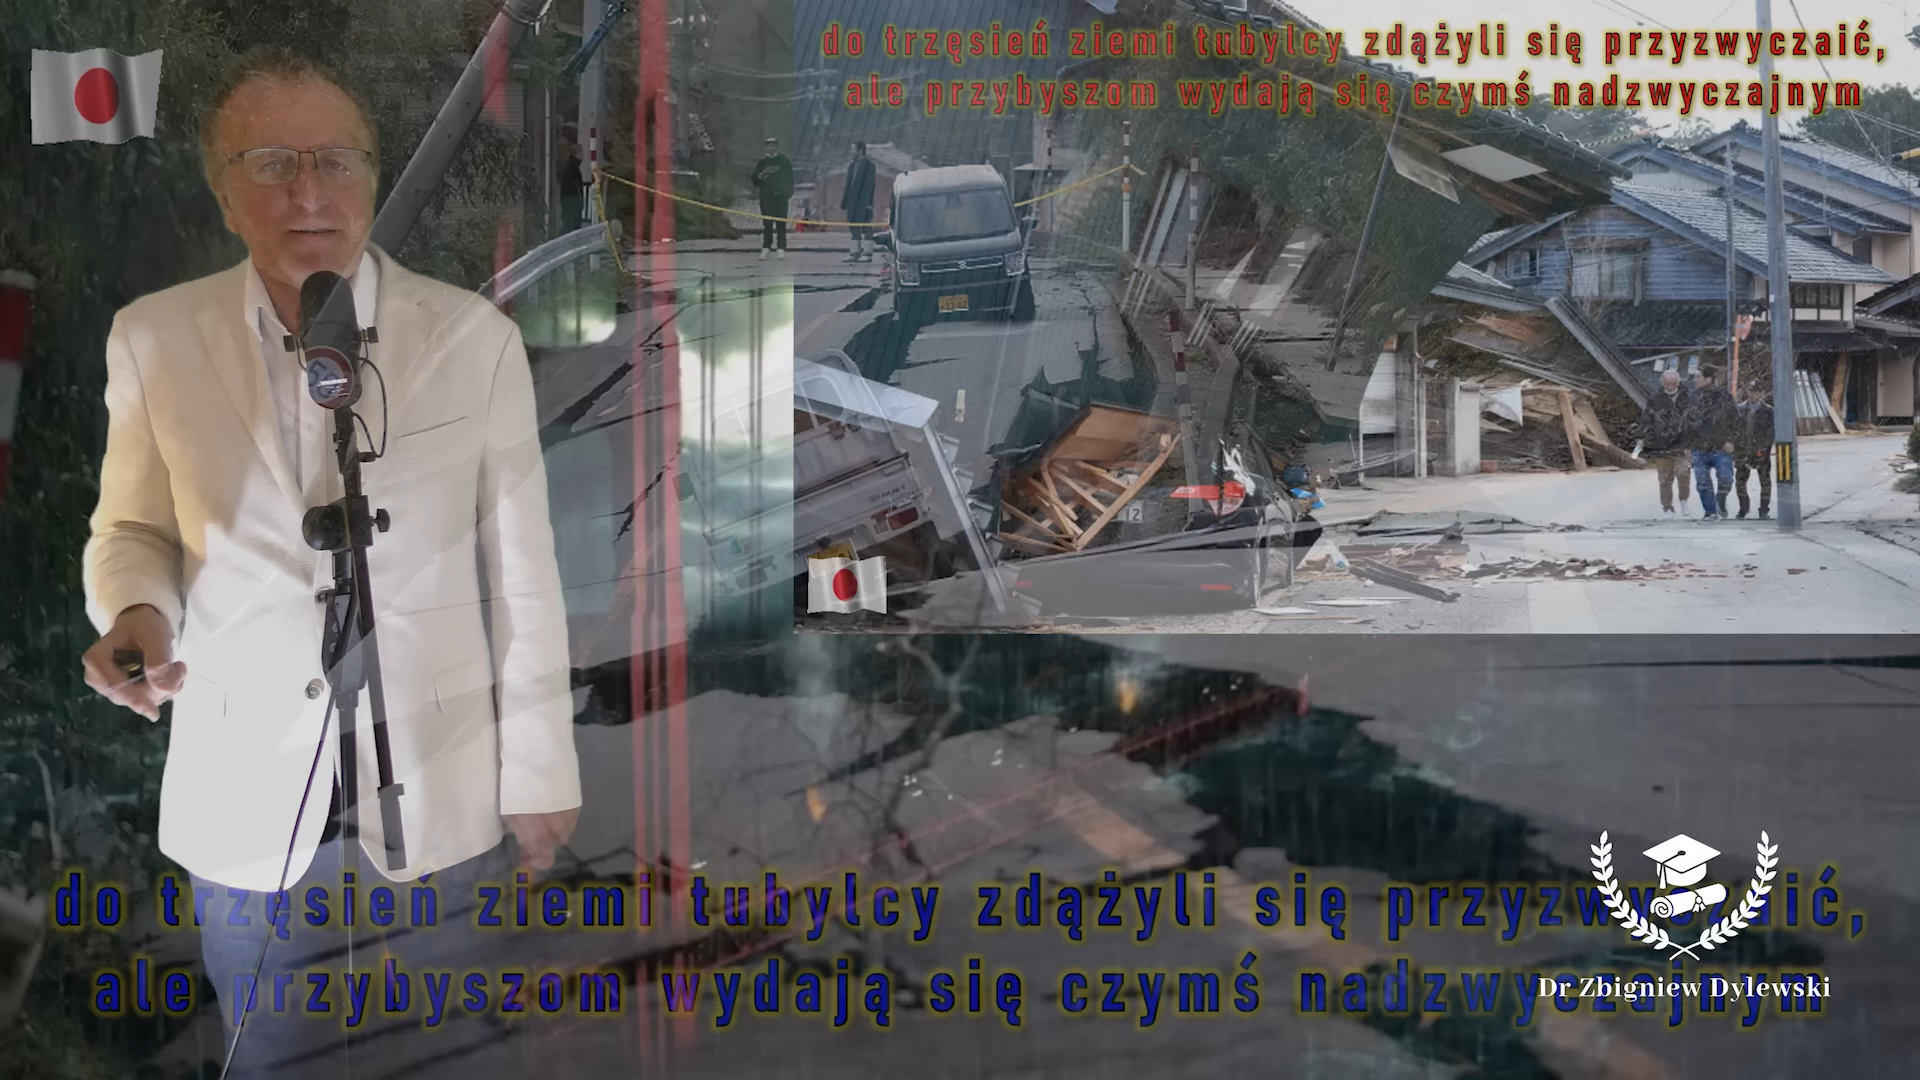 do trzęsień ziemi tubylcy zdążyli się przyzwyczaić,
ale przybyszom wydają się czymś nadzwyczajnym
12
do trzęsień ziemi tubylcy zdążyli się przyzwyczaić,
ale przybyszom wydają się czymś nadzwyczajnym
Dr Zbigniew Dylewski